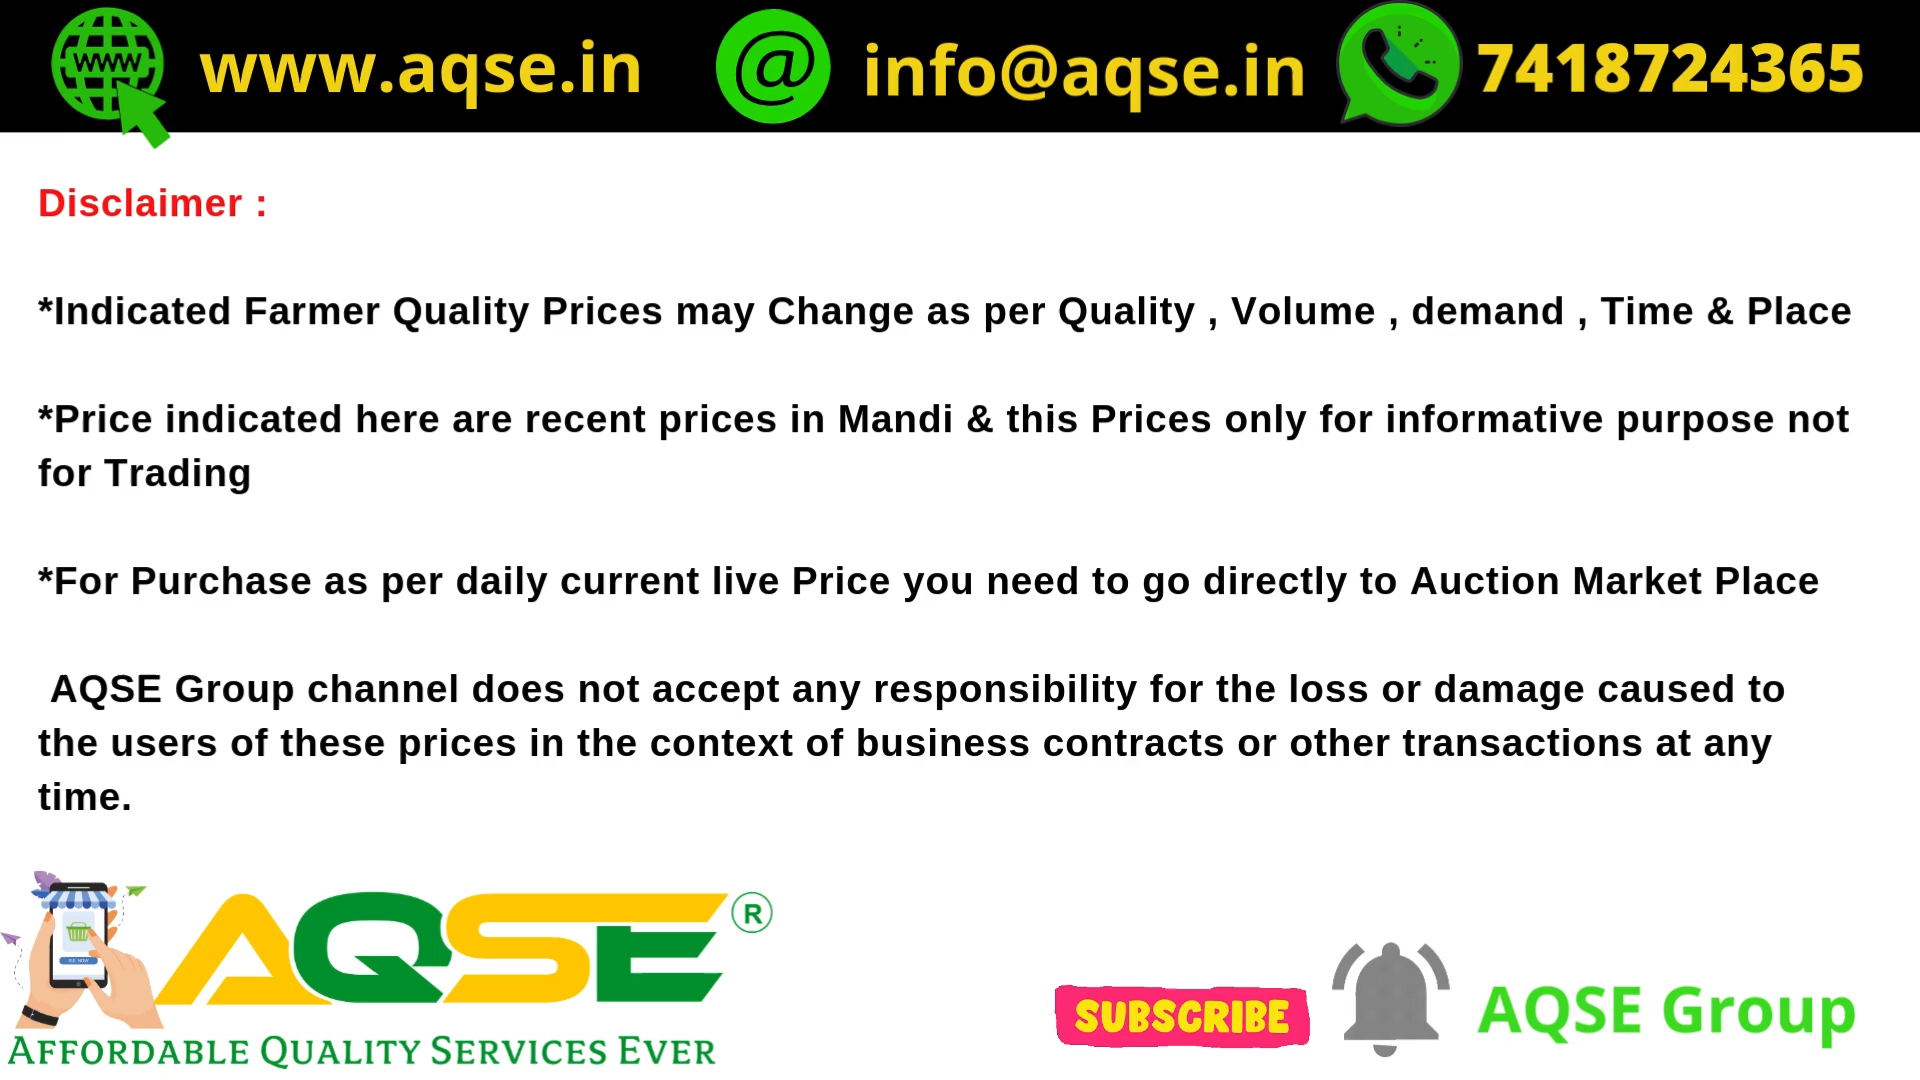 www.aqse.in
info@aqse.in
7418724365
Disclaimer :
*Indicated Farmer Quality Prices may Change as per Quality , Volume , demand , Time & Place
*Price indicated here are recent prices in Mandi & this Prices only for informative purpose not
for Trading
*For Purchase as per daily current live Price you need to go directly to Auction Market Place
AQSE Group channel does not accept any responsibility for the loss or damage caused to
the users of these prices in the context of business contracts or other transactions at any
time.
AQSE®
AFFORDABLE QUALITY SERVICES EVER
SUBSCRIBE
AQSE Group